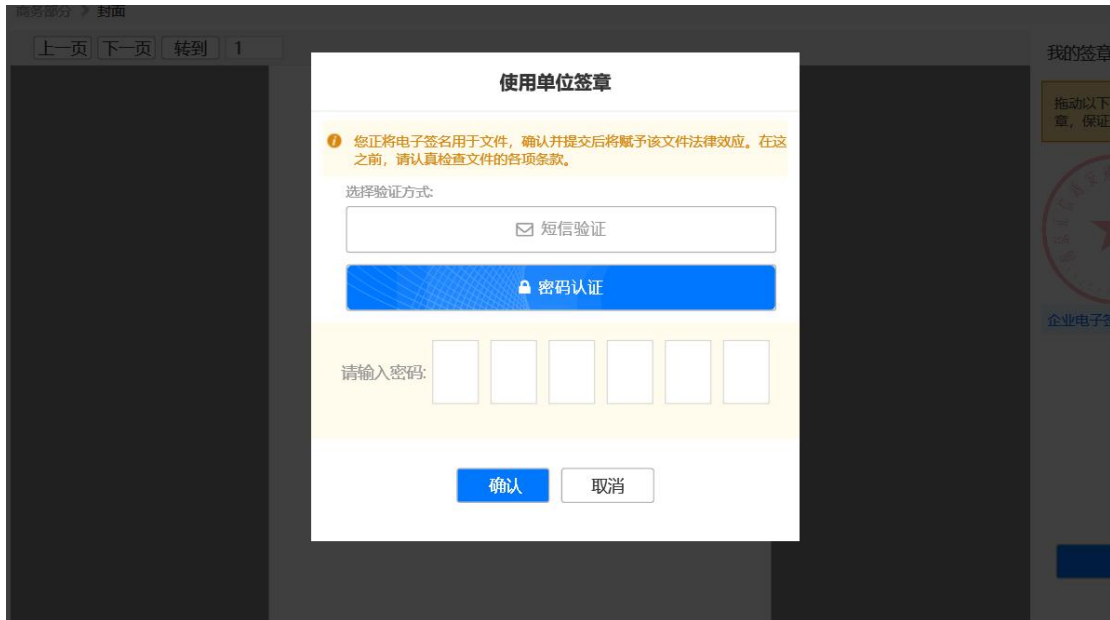 商务部分 > 封面
上一页 下一页 转到 1
我的签章
使用单位签章
拖动以下
章，保证
您正将电子签名用于文件，确认并提交后将赋予该文件法律效应。在这
之前，请认真检查文件的各项条款。
选择验证方式:
短信验证
密码认证
企业电子签
请输入密码:
确认
取消